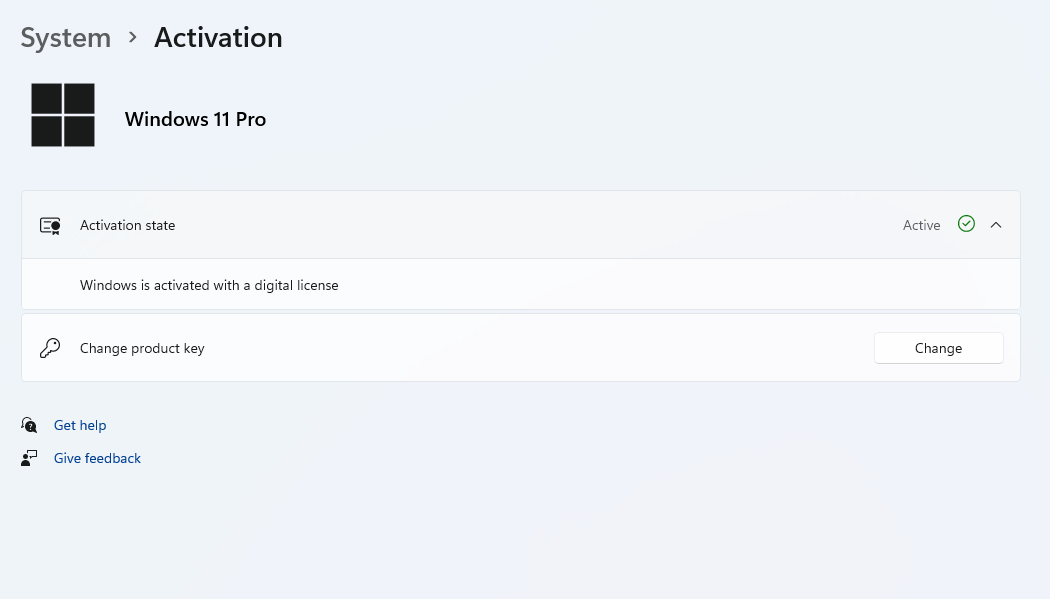 System > Activation
Windows 11 Pro
Activation state Active
Windows is activated with a digital license
Change product key Change
Get help
Give feedback